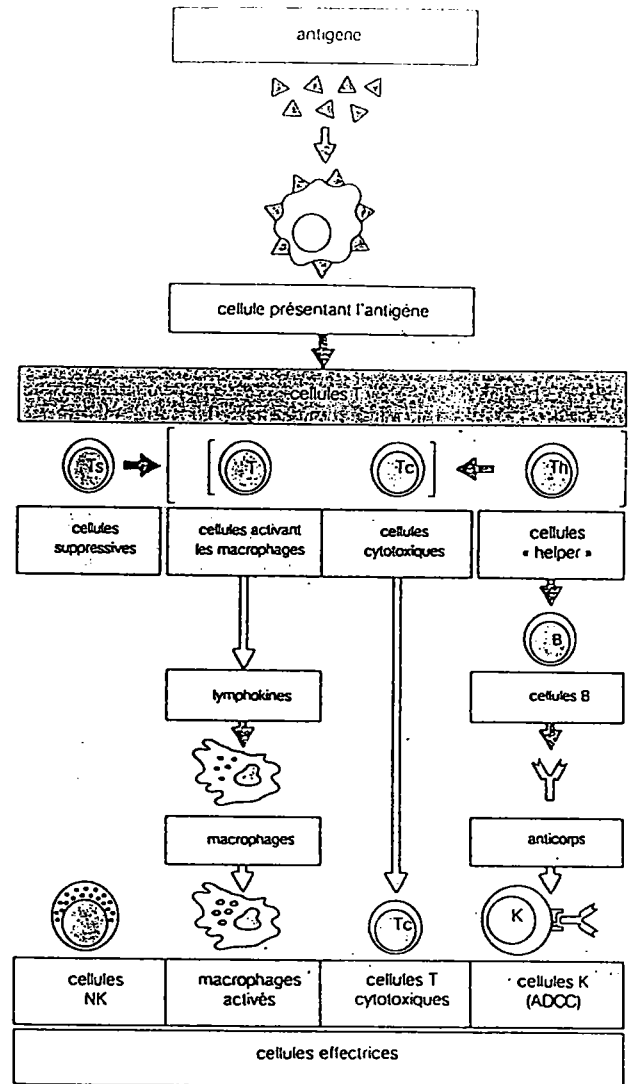 antigène
cellule présentant l'antigène
cellules T
Ts
T
Tc
Th
cellules
suppressives
cellules activant
les macrophages
cellules
cytotoxiques
cellules
« helper »
B
lymphokines
cellules B
macrophages
anticorps
Tc
K
cellules
NK
macrophages
activés
cellules T
cytotoxiques
cellules K
(ADCC)
cellules effectrices